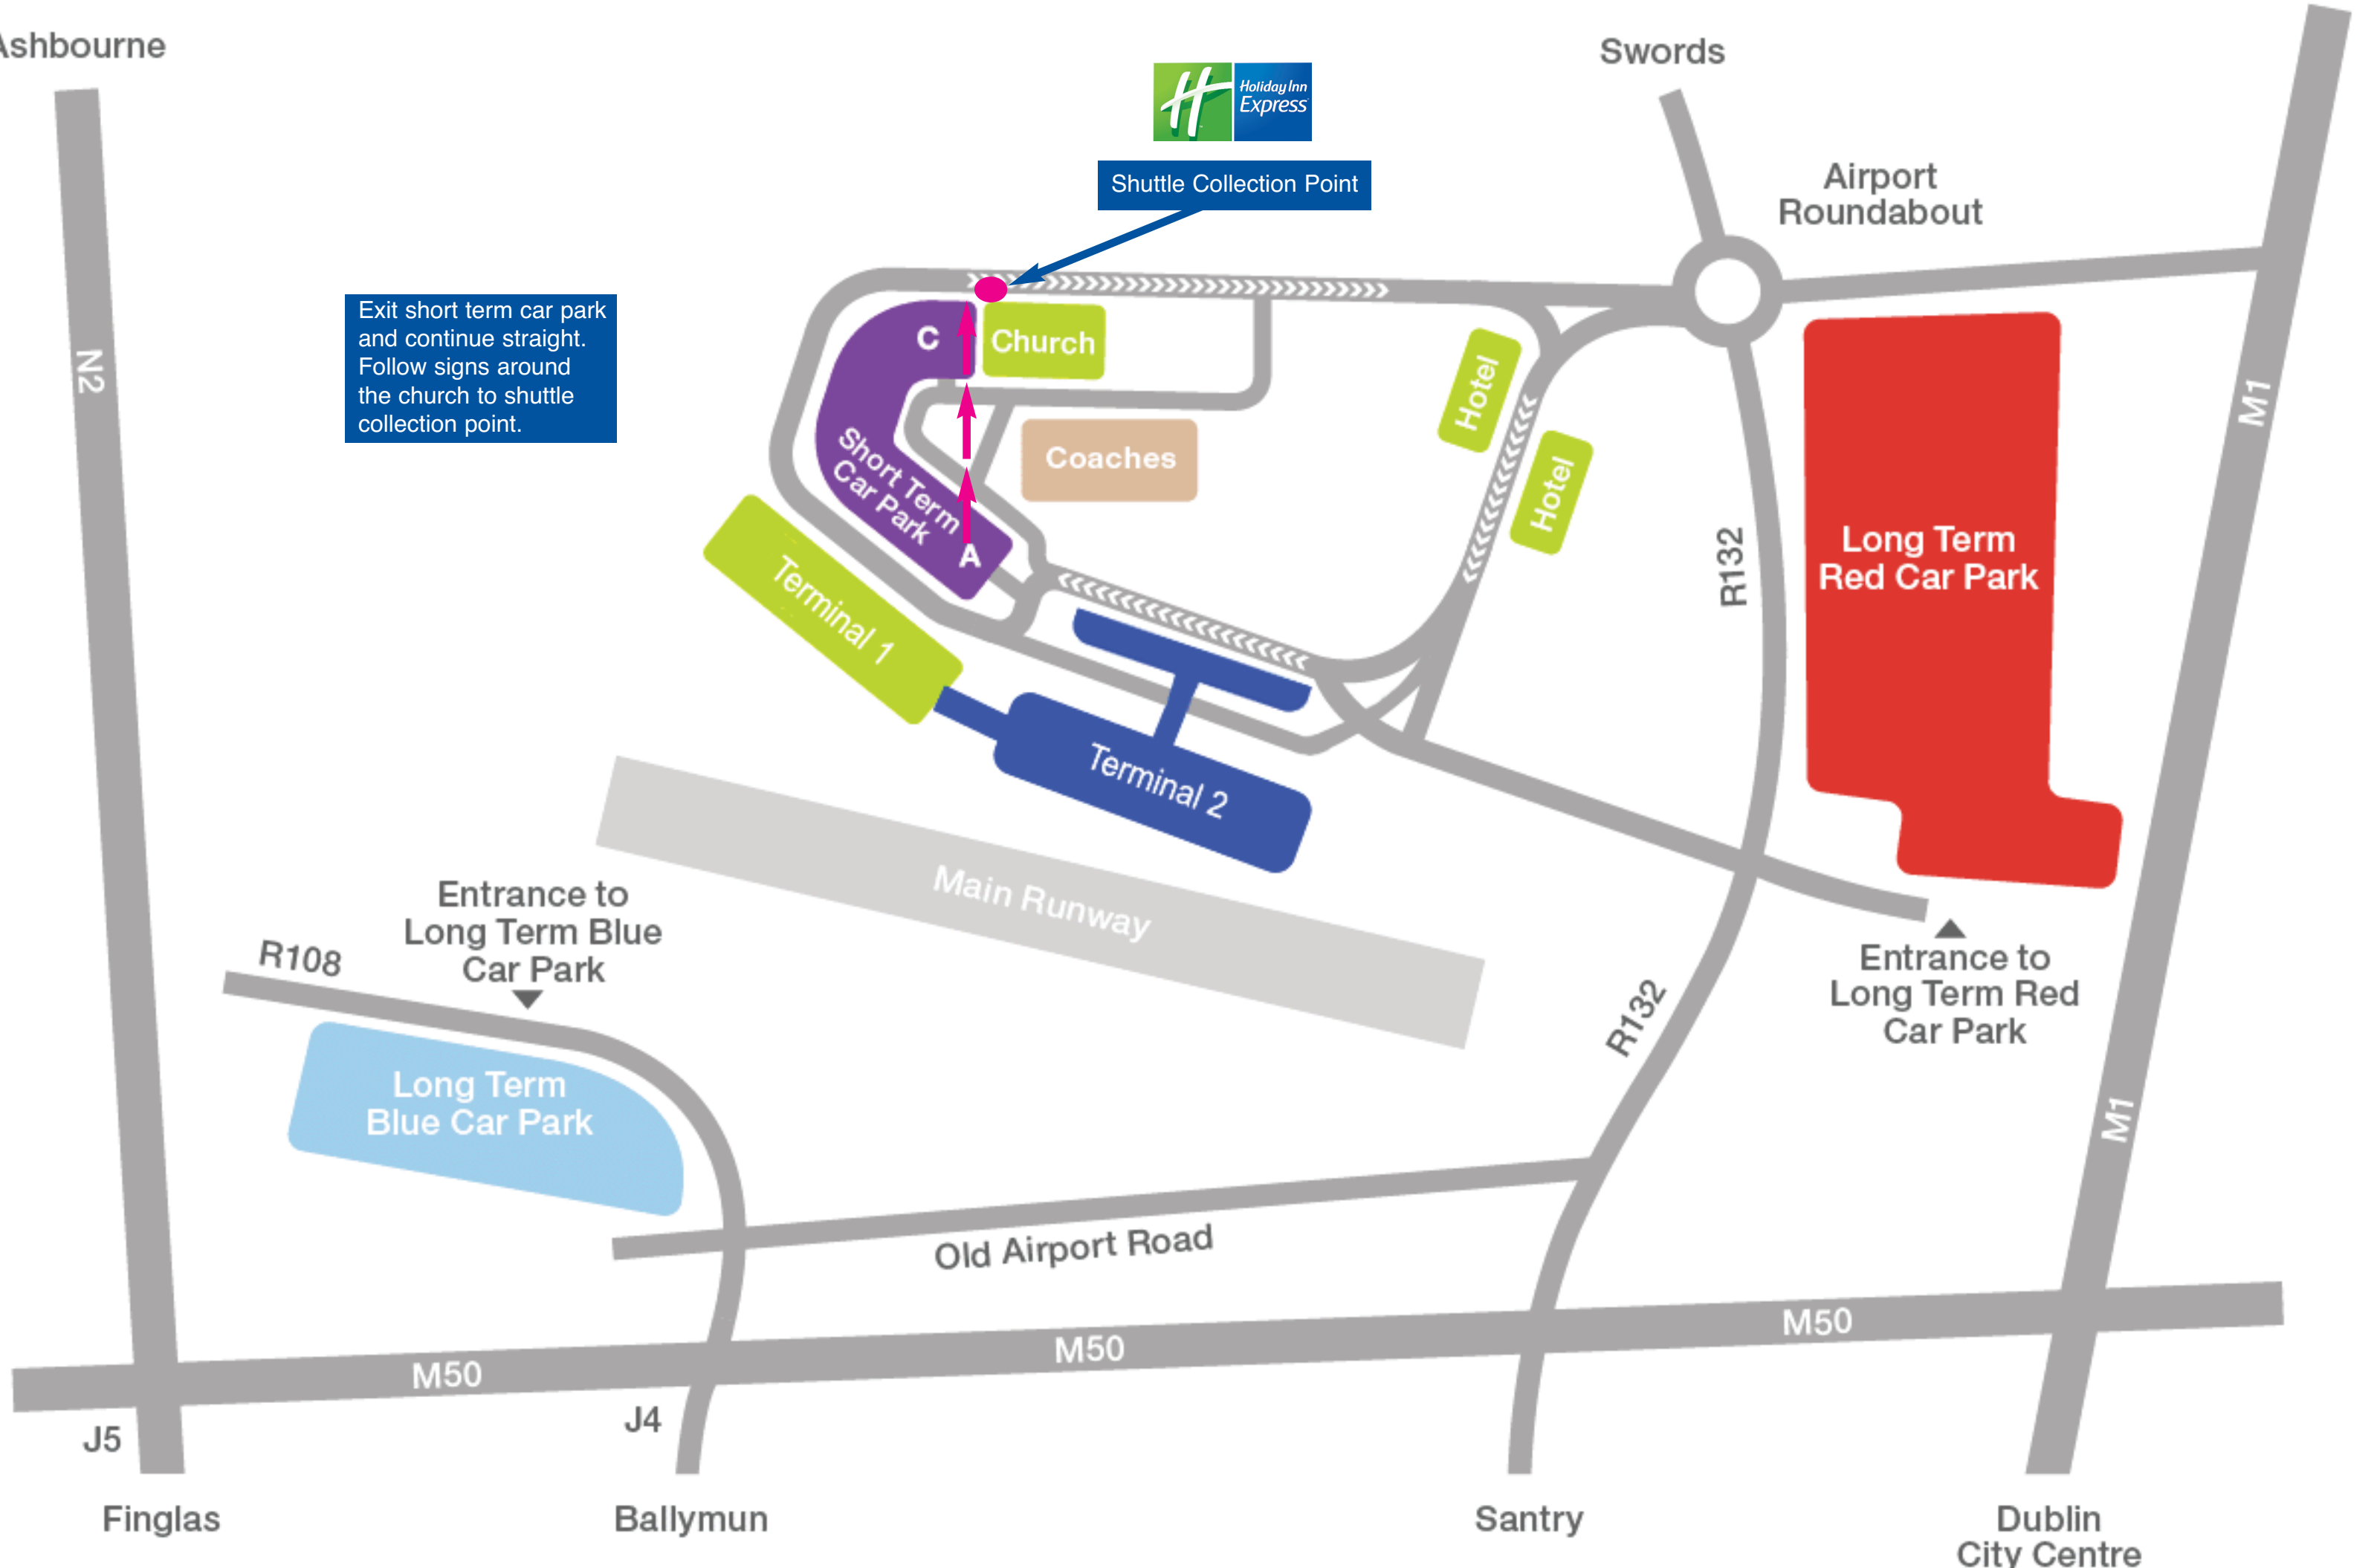 Ashbourne
Swords
Holiday Inn
Express
Shuttle Collection Point
Airport
Roundabout
Exit short term car park
and continue straight.
Follow signs around
the church to shuttle
collection point.
N2
C
Church
M1
Hotel
Coaches
Short Term
Car Park
A
Hotel
R132
Long Term
Red Car Park
Terminal 1
Terminal 2
Main Runway
Entrance to
Long Term Blue
Car Park
R108
Entrance to
Long Term Red
Car Park
R132
Long Term
Blue Car Park
M1
Old Airport Road
M50
M50
M50
J5
J4
Finglas
Ballymun
Santry
Dublin
City Centre